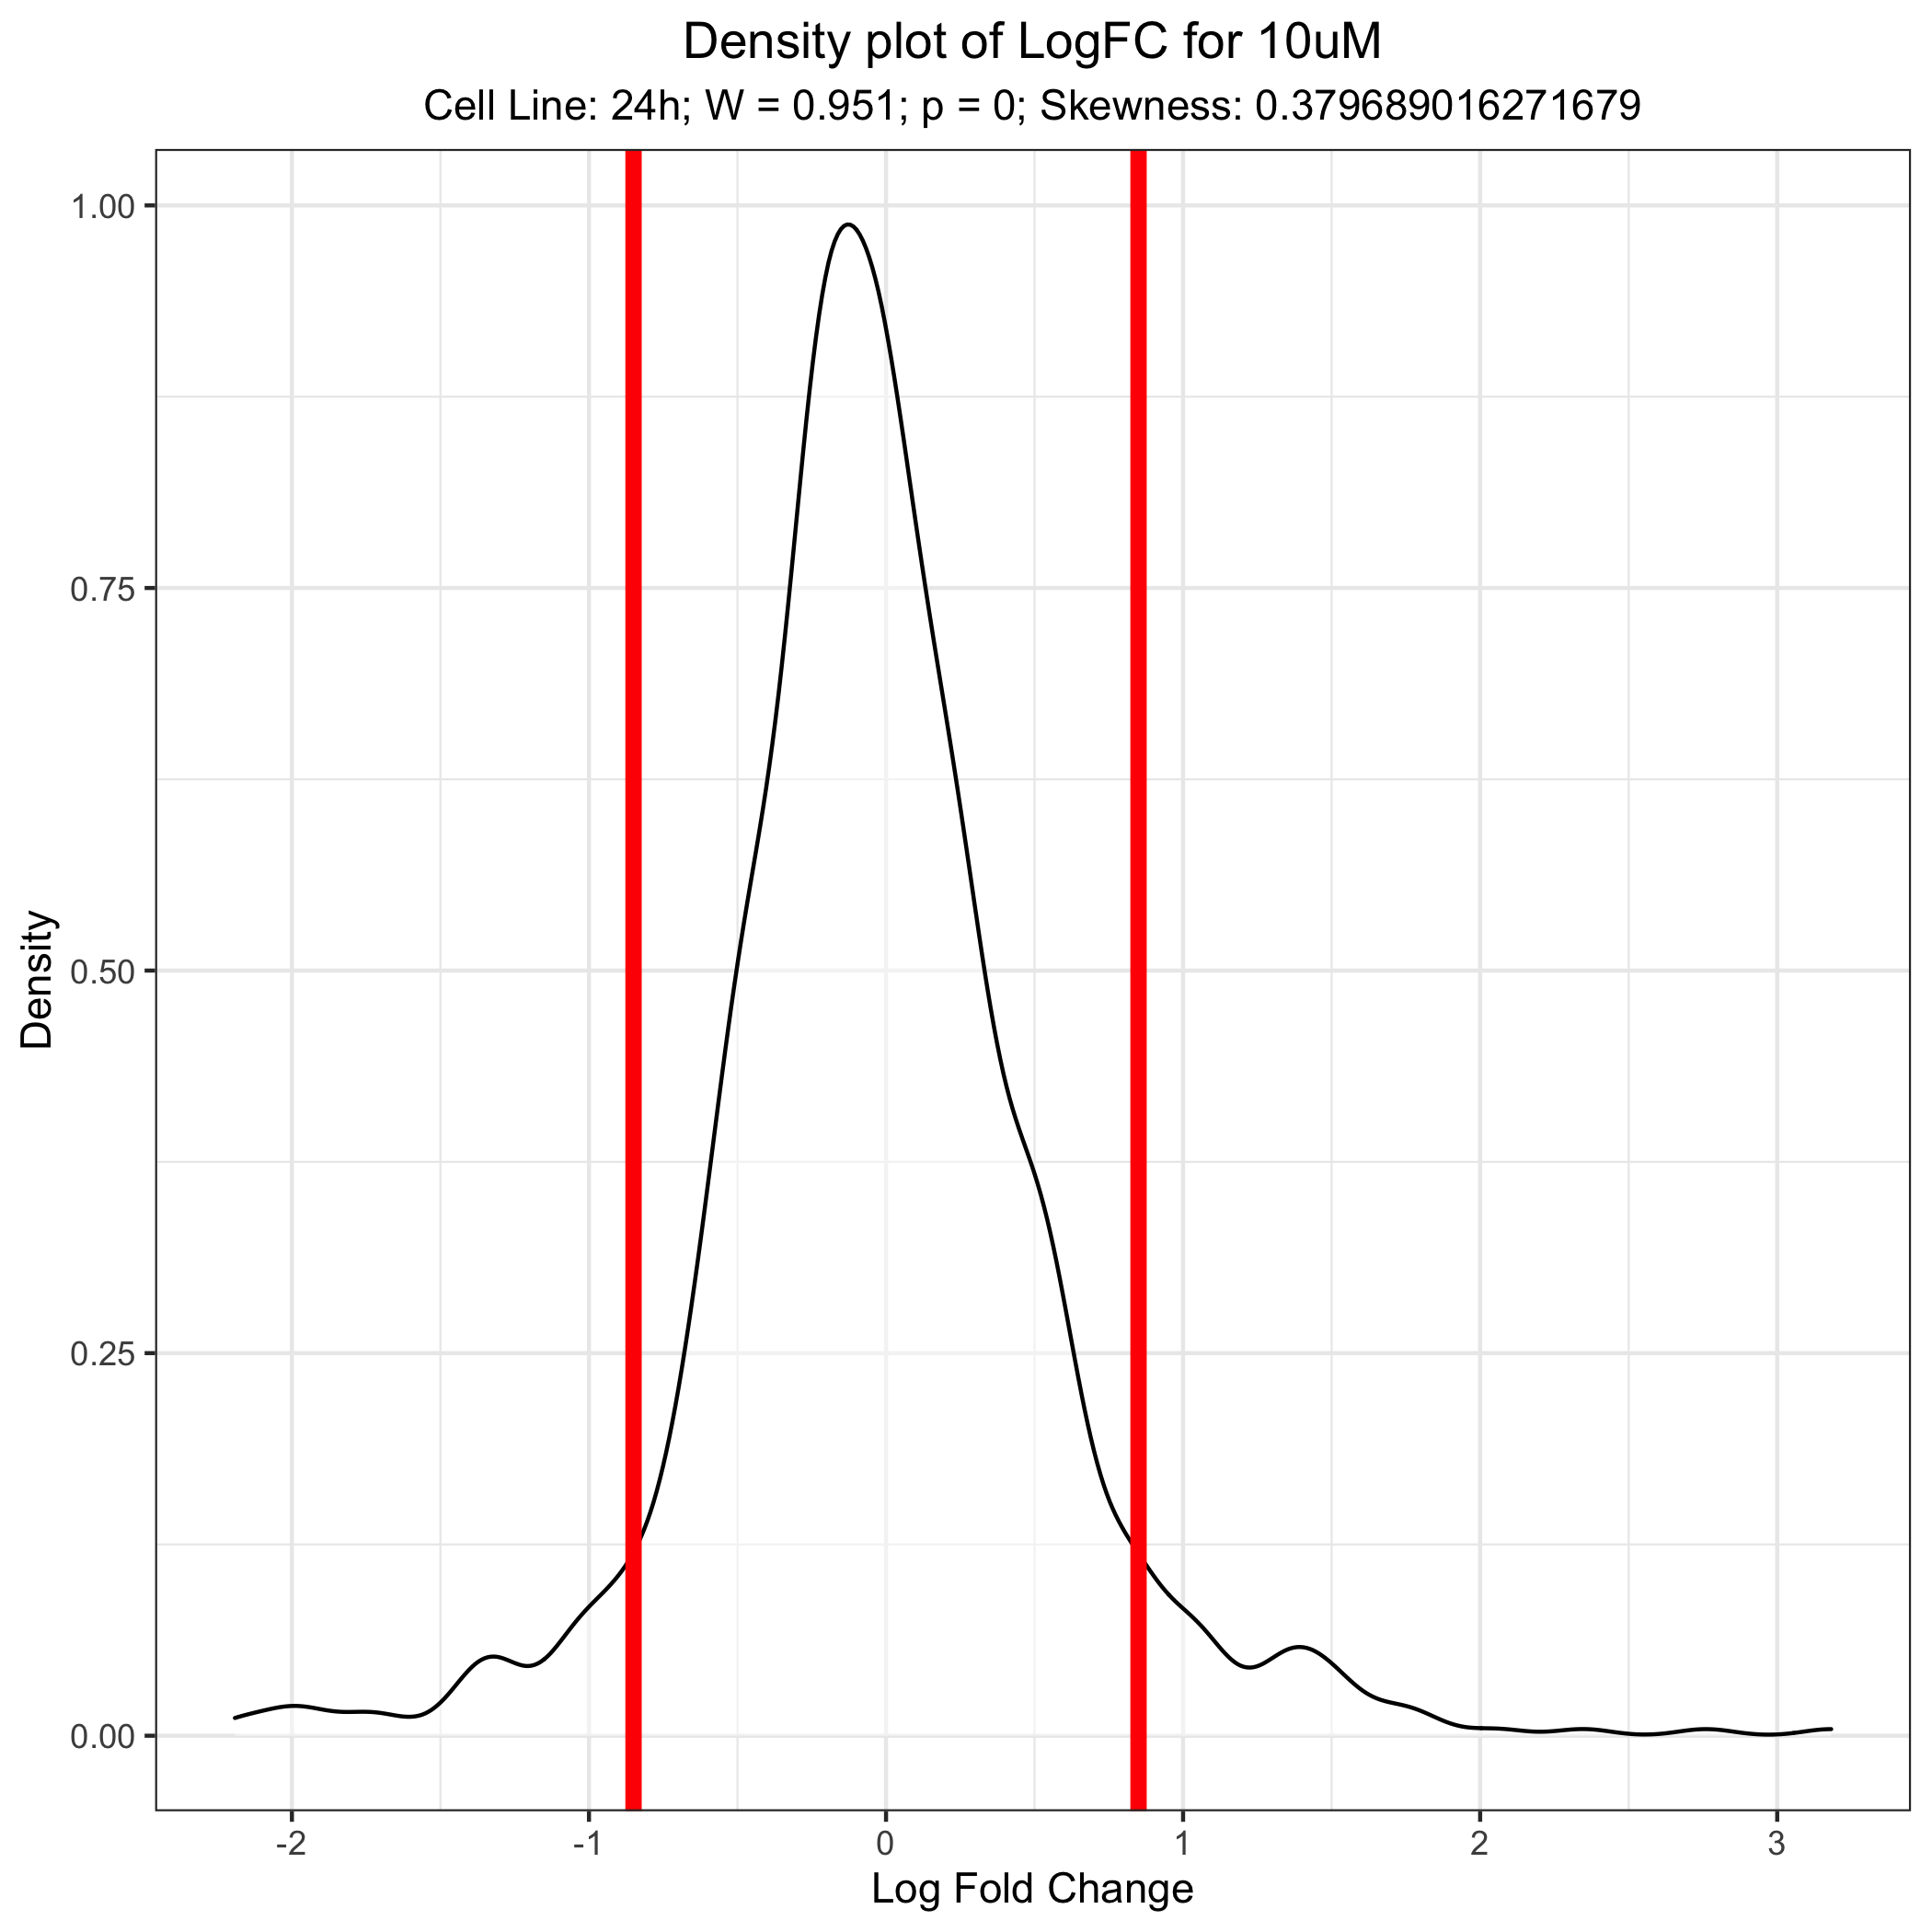 Density plot of LogFC for 10uM
Cell Line: 24h; W = 0.951; p = 0; Skewness: 0.379689016271679
1.00
0.75
0.50
0.25
0.00
Density
-2 -1 0 1 2 3
Log Fold Change